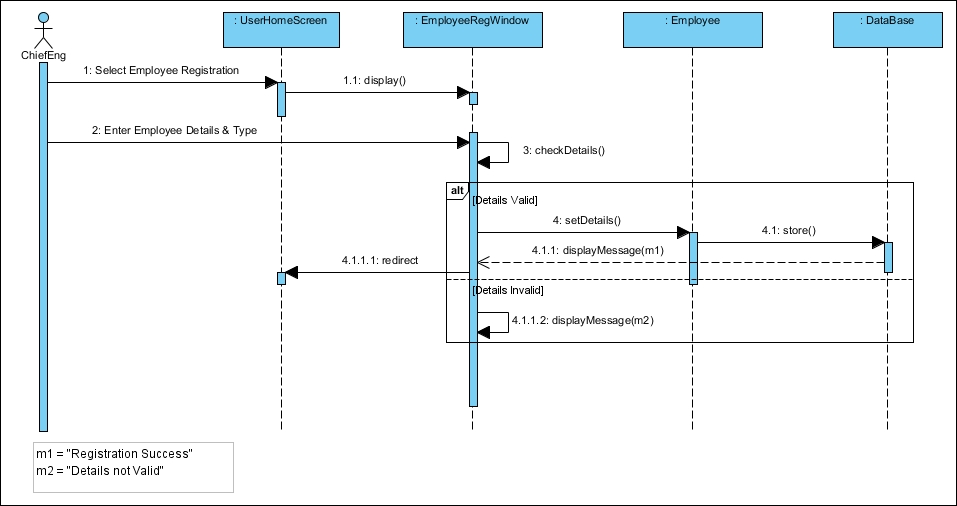 : UserHomeScreen
: EmployeeRegWindow
: Employee
: DataBase
ChiefEng
1: Select Employee Registration
1.1: display()
2: Enter Employee Details & Type
3: checkDetails()
alt
[Details Valid]
4: setDetails()
4.1: store()
4.1.1: displayMessage(m1)
4.1.1.1: redirect
[Details Invalid]
4.1.1.2: displayMessage(m2)
m1 = "Registration Success"
m2 = "Details not Valid"